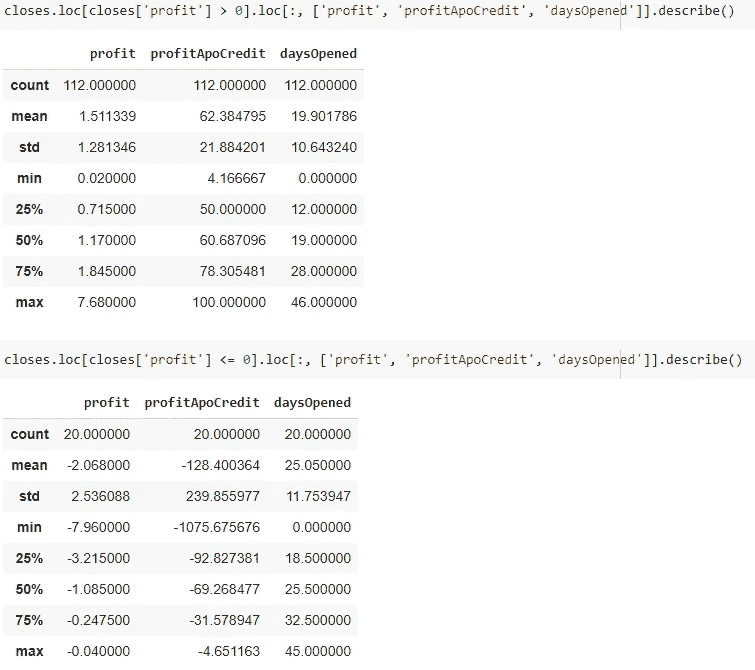 closes.loc[closes['profit'] > 0].loc[:, ['profit', 'profitApoCredit', 'daysOpened']].describe()
profit profitApoCredit daysOpened
count 112.000000 112.000000 112.000000
mean 1.511339 62.384795 19.901786
std 1.281346 21.884201 10.643240
min 0.020000 4.166667 0.000000
25% 0.715000 50.000000 12.000000
50% 1.170000 60.687096 19.000000
75% 1.845000 78.305481 28.000000
max 7.680000 100.000000 46.000000
closes.loc[closes['profit'] <= 0].loc[:, ['profit', 'profitApoCredit', 'daysOpened']].describe()
profit profitApoCredit daysOpened
count 20.000000 20.000000 20.000000
mean -2.068000 -128.400364 25.050000
std 2.536088 239.855977 11.753947
min -7.960000 -1075.675676 0.000000
25% -3.215000 -92.827381 18.500000
50% -1.085000 -69.268477 25.500000
75% -0.247500 -31.578947 32.500000
max -0.040000 -4.651163 45.000000